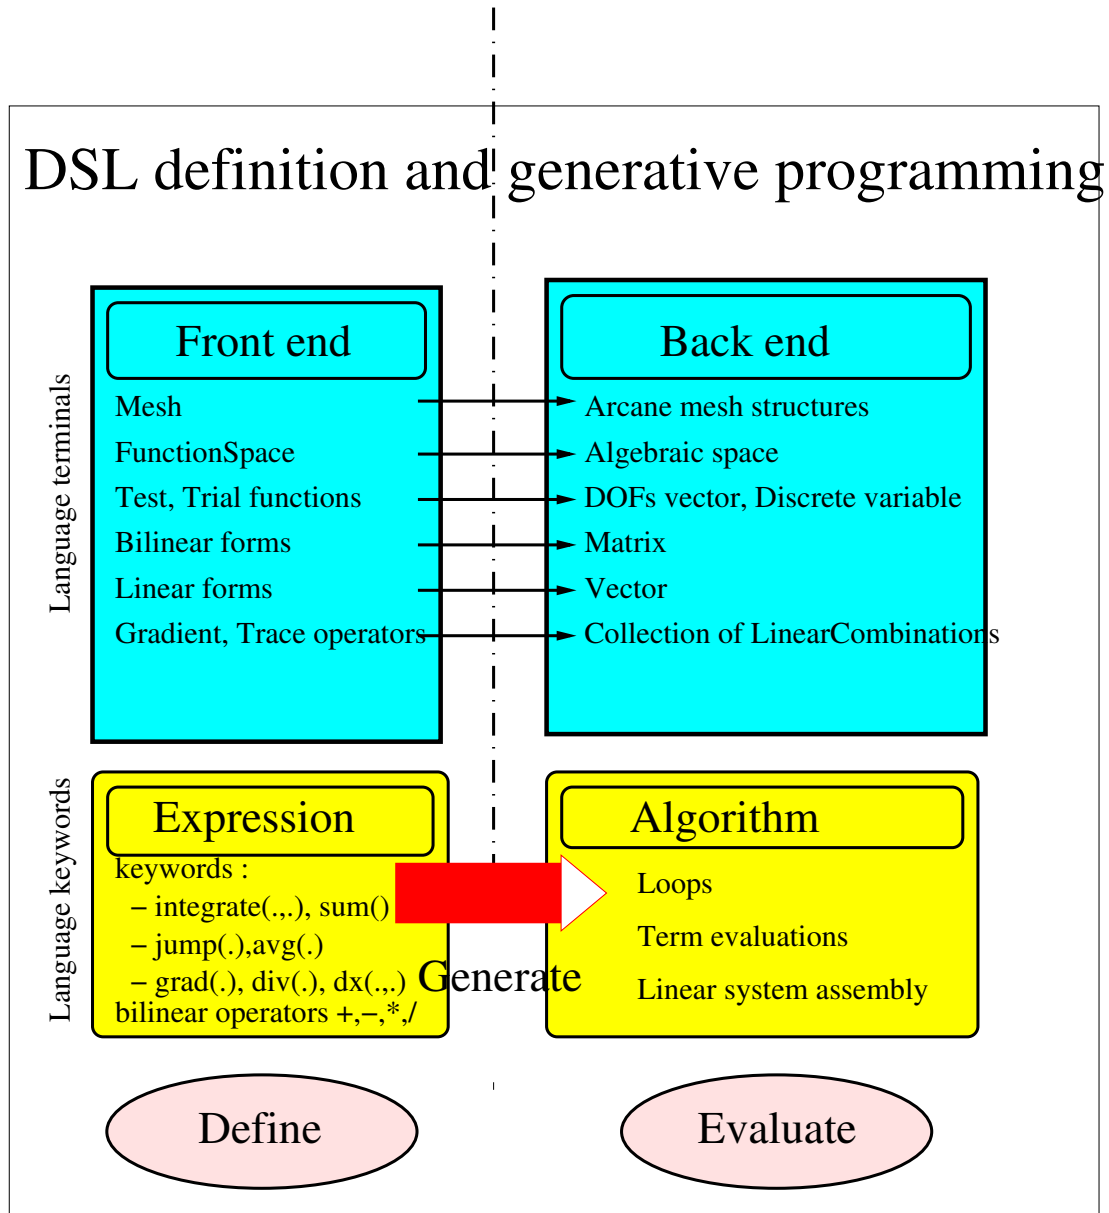 DSL definition and generative programming
Language terminals
Front end
Mesh
FunctionSpace
Test, Trial functions
Bilinear forms
Linear forms
Gradient, Trace operators
Back end
Arcane mesh structures
Algebraic space
DOFs vector, Discrete variable
Matrix
Vector
Collection of LinearCombinations
Language keywords
Expression
keywords :
− integrate(.,.), sum()
− jump(.),avg(.)
− grad(.), div(.), dx(.,.)
bilinear operators +,−,*,/
Generate
Algorithm
Loops
Term evaluations
Linear system assembly
Define
Evaluate